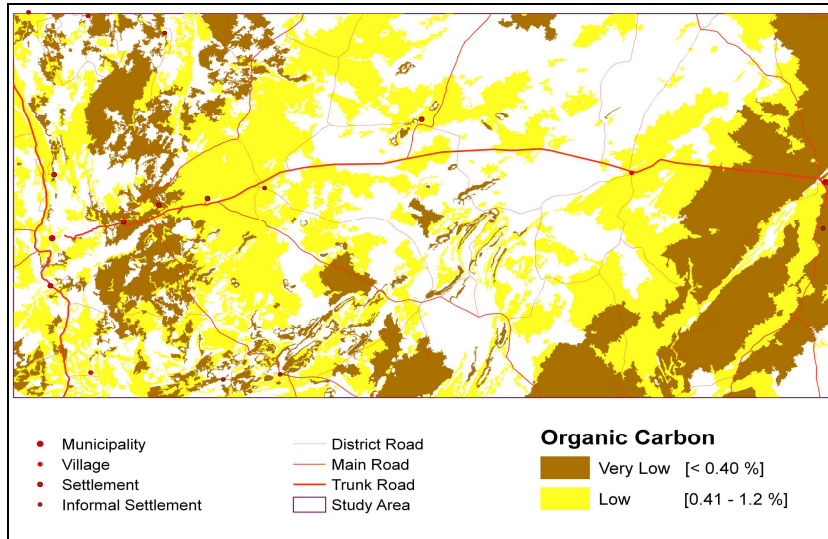 Municipality
Village
Settlement
Informal Settlement
District Road
Main Road
Trunk Road
Study Area
Organic Carbon
Very Low [< 0.40 %]
Low [0.41 - 1.2 %]